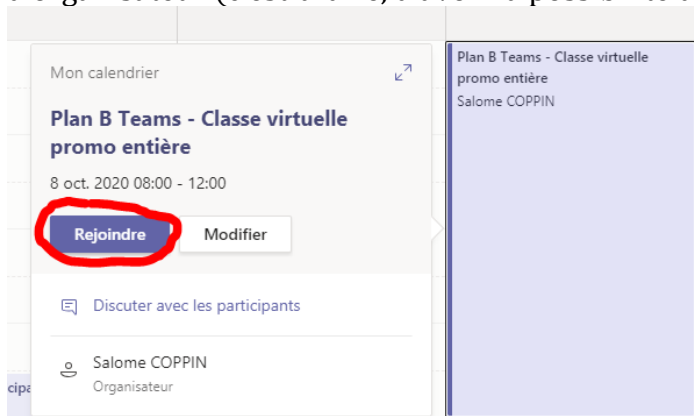 Mon calendrier
Plan B Teams - Classe virtuelle
promo entière
8 oct. 2020 08:00 - 12:00
Rejoindre Modifier
Discuter avec les participants
Salome COPPIN
Organisateur
Plan B Teams - Classe virtuelle
promo entière
Salome COPPIN